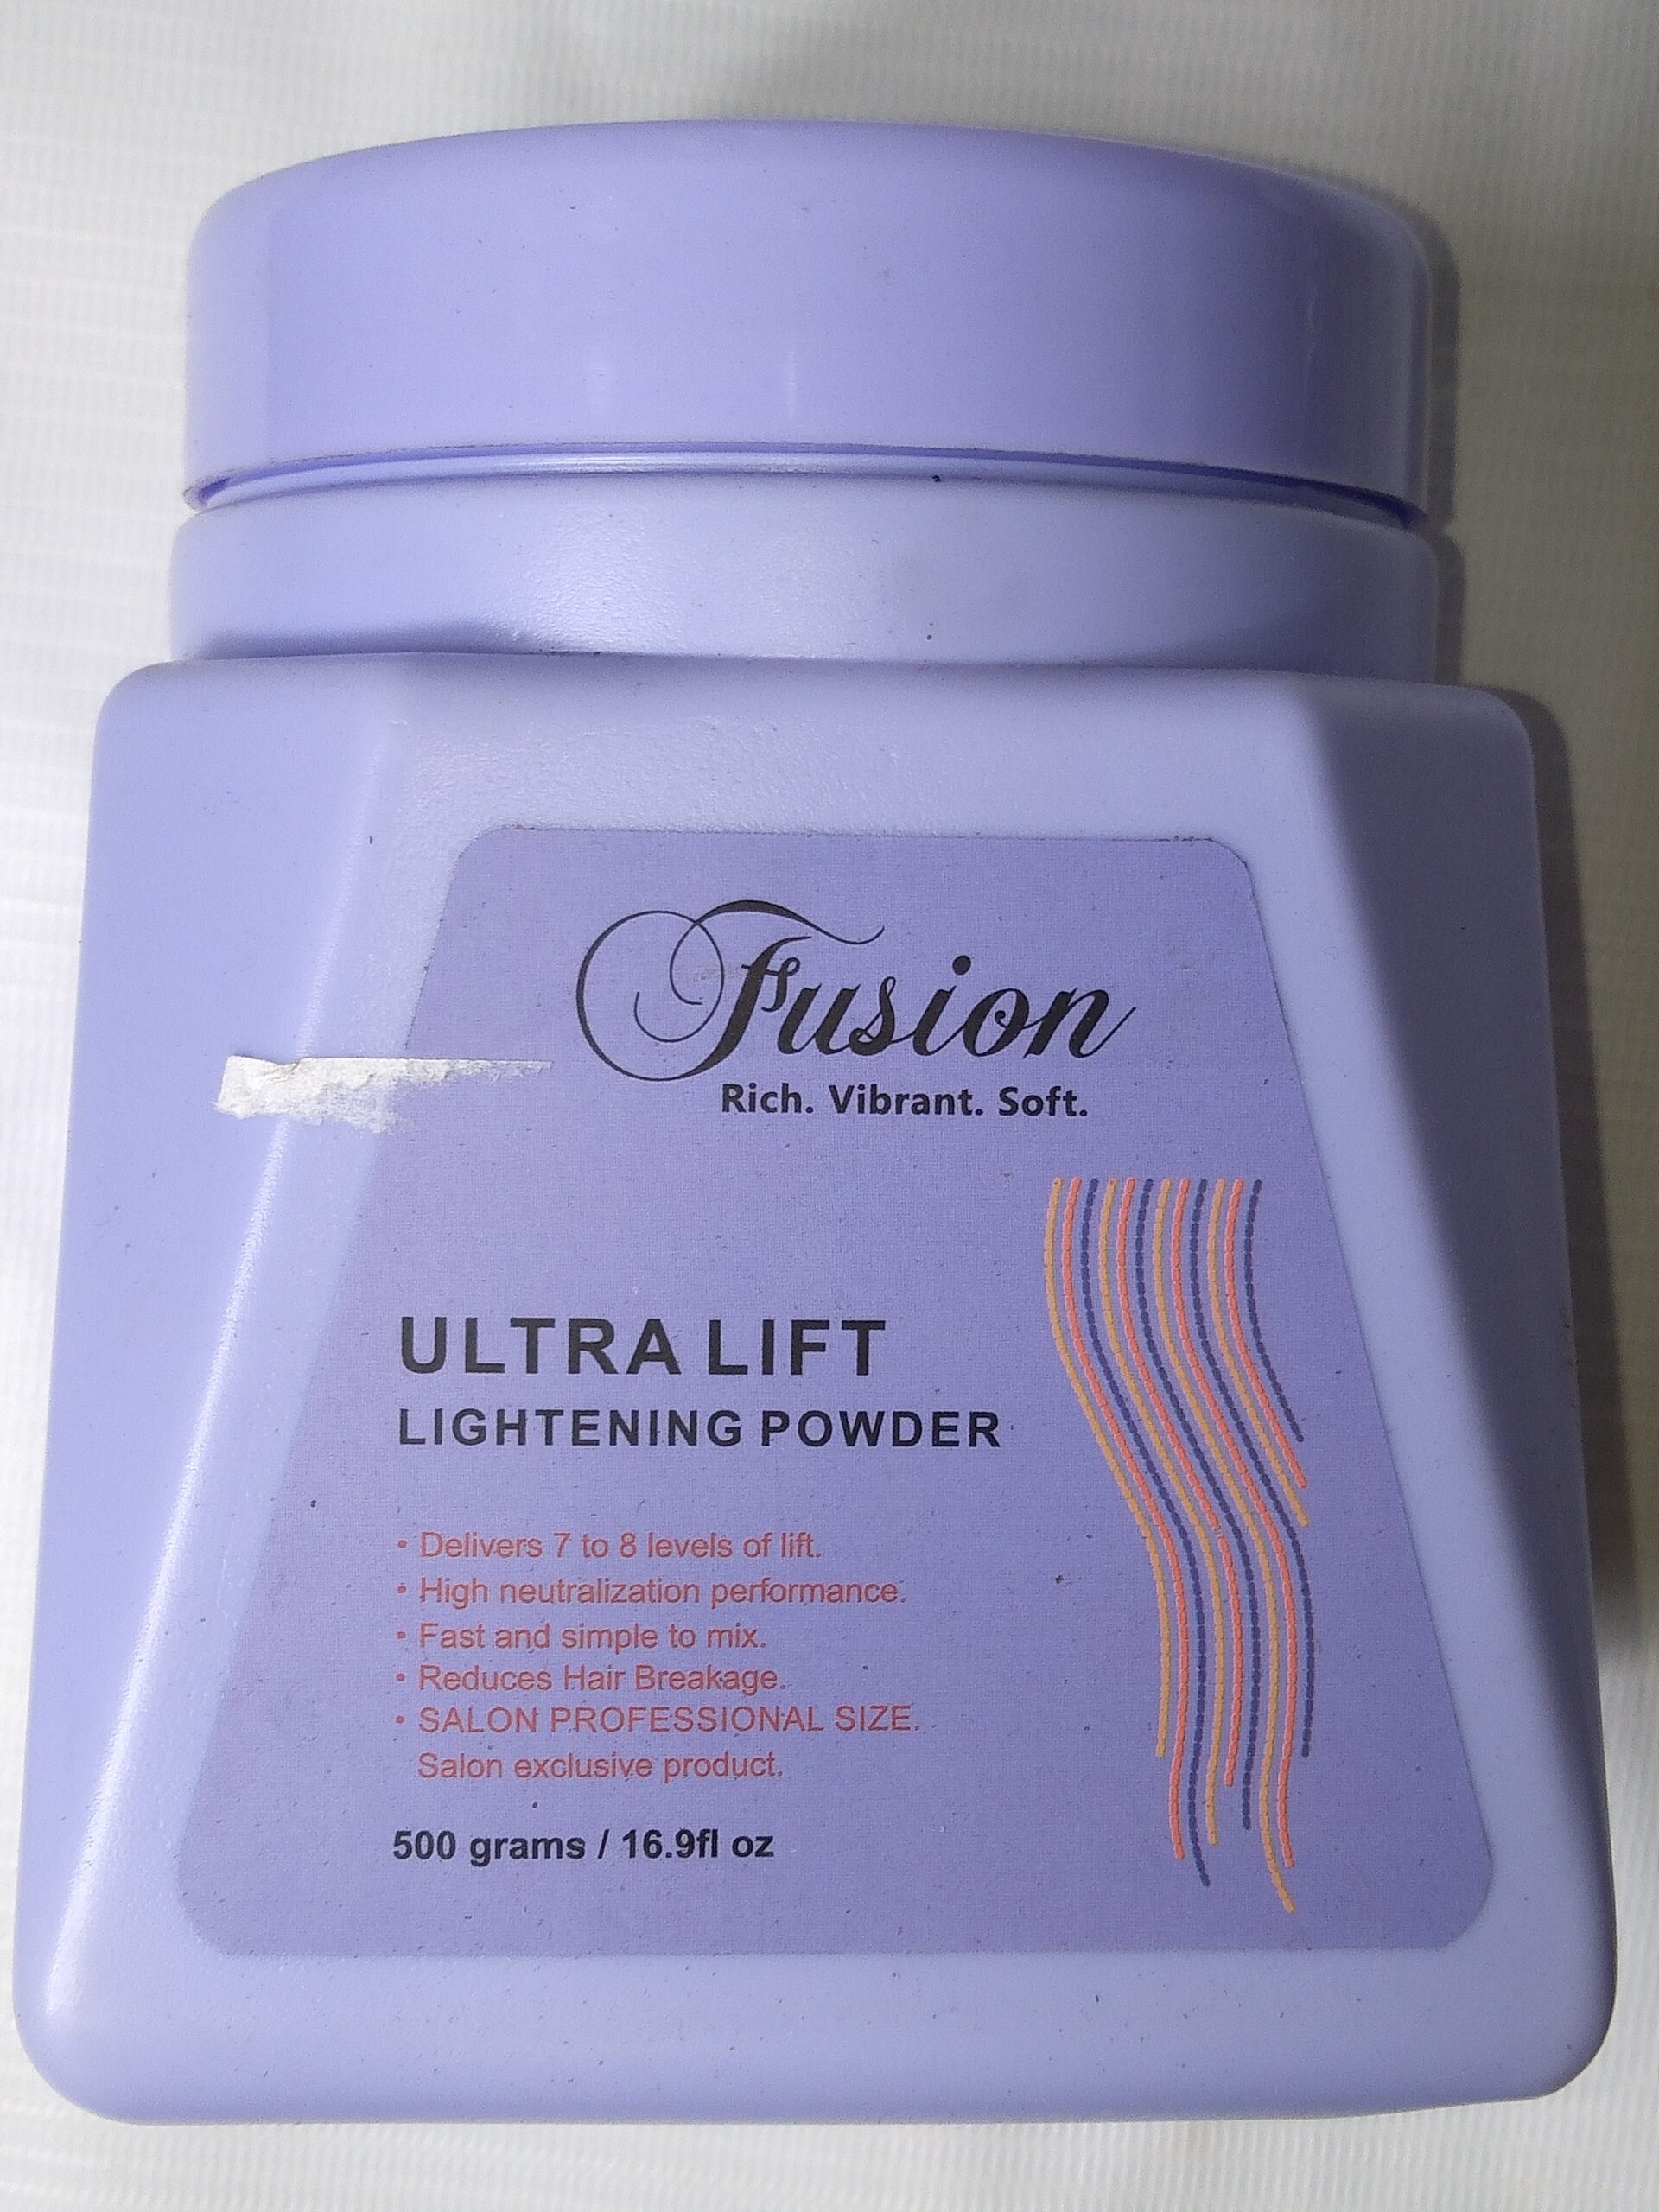 Fusion
Rich. Vibrant. Soft.
ULTRA LIFT
LIGHTENING POWDER
• Delivers 7 to 8 levels of lift.
• High neutralization performance.
• Fast and simple to mix.
• Reduces Hair Breakage.
• SALON PROFESSIONAL SIZE.
Salon exclusive product.
500 grams / 16.9fl oz